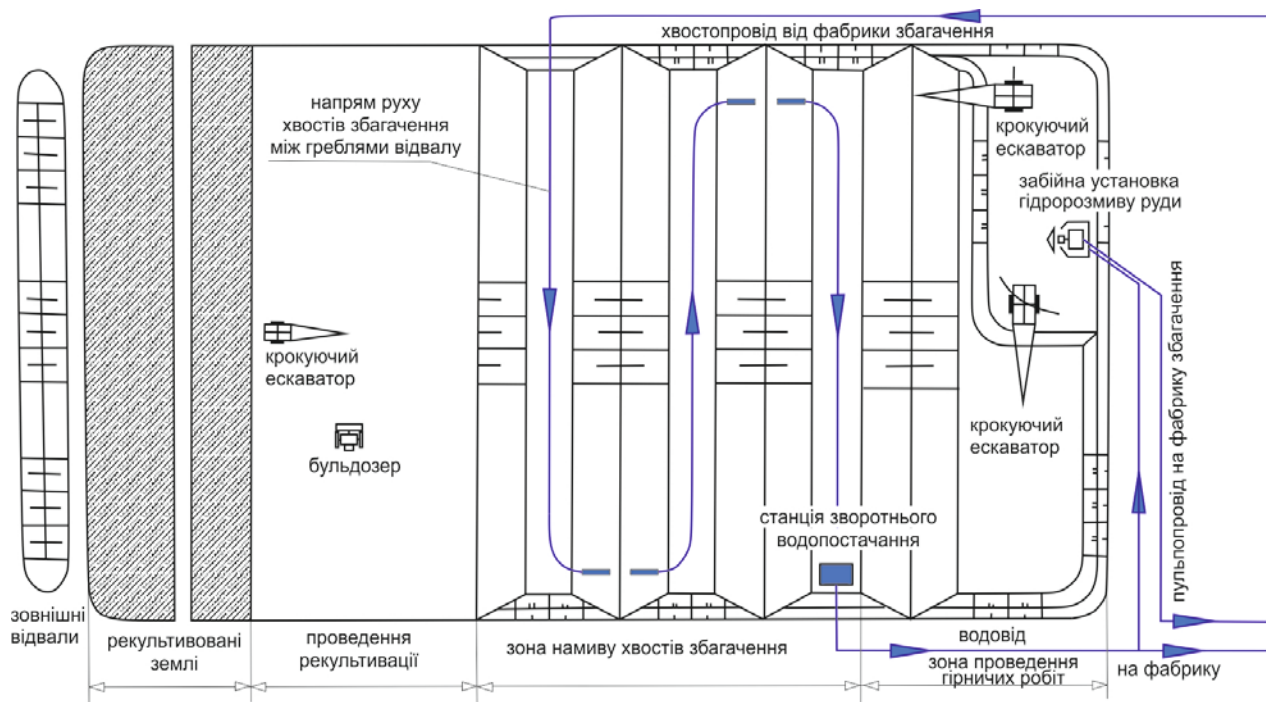 хвостопровід від фабрики збагачення
напрям руху
хвостів збагачення
між греблями відвалу
крокуючий
ескаватор
забійна установка
гідророзмиву руди
крокуючий
ескаватор
бульдозер
крокуючий
ескаватор
пульпопровід на фабрику збагачення
станція зворотнього
водопостачання
зовнішні
відвали
рекультивовані
землі
проведення
рекультивації
зона намиву хвостів збагачення
водовід
зона проведення
гірничих робіт
на фабрику